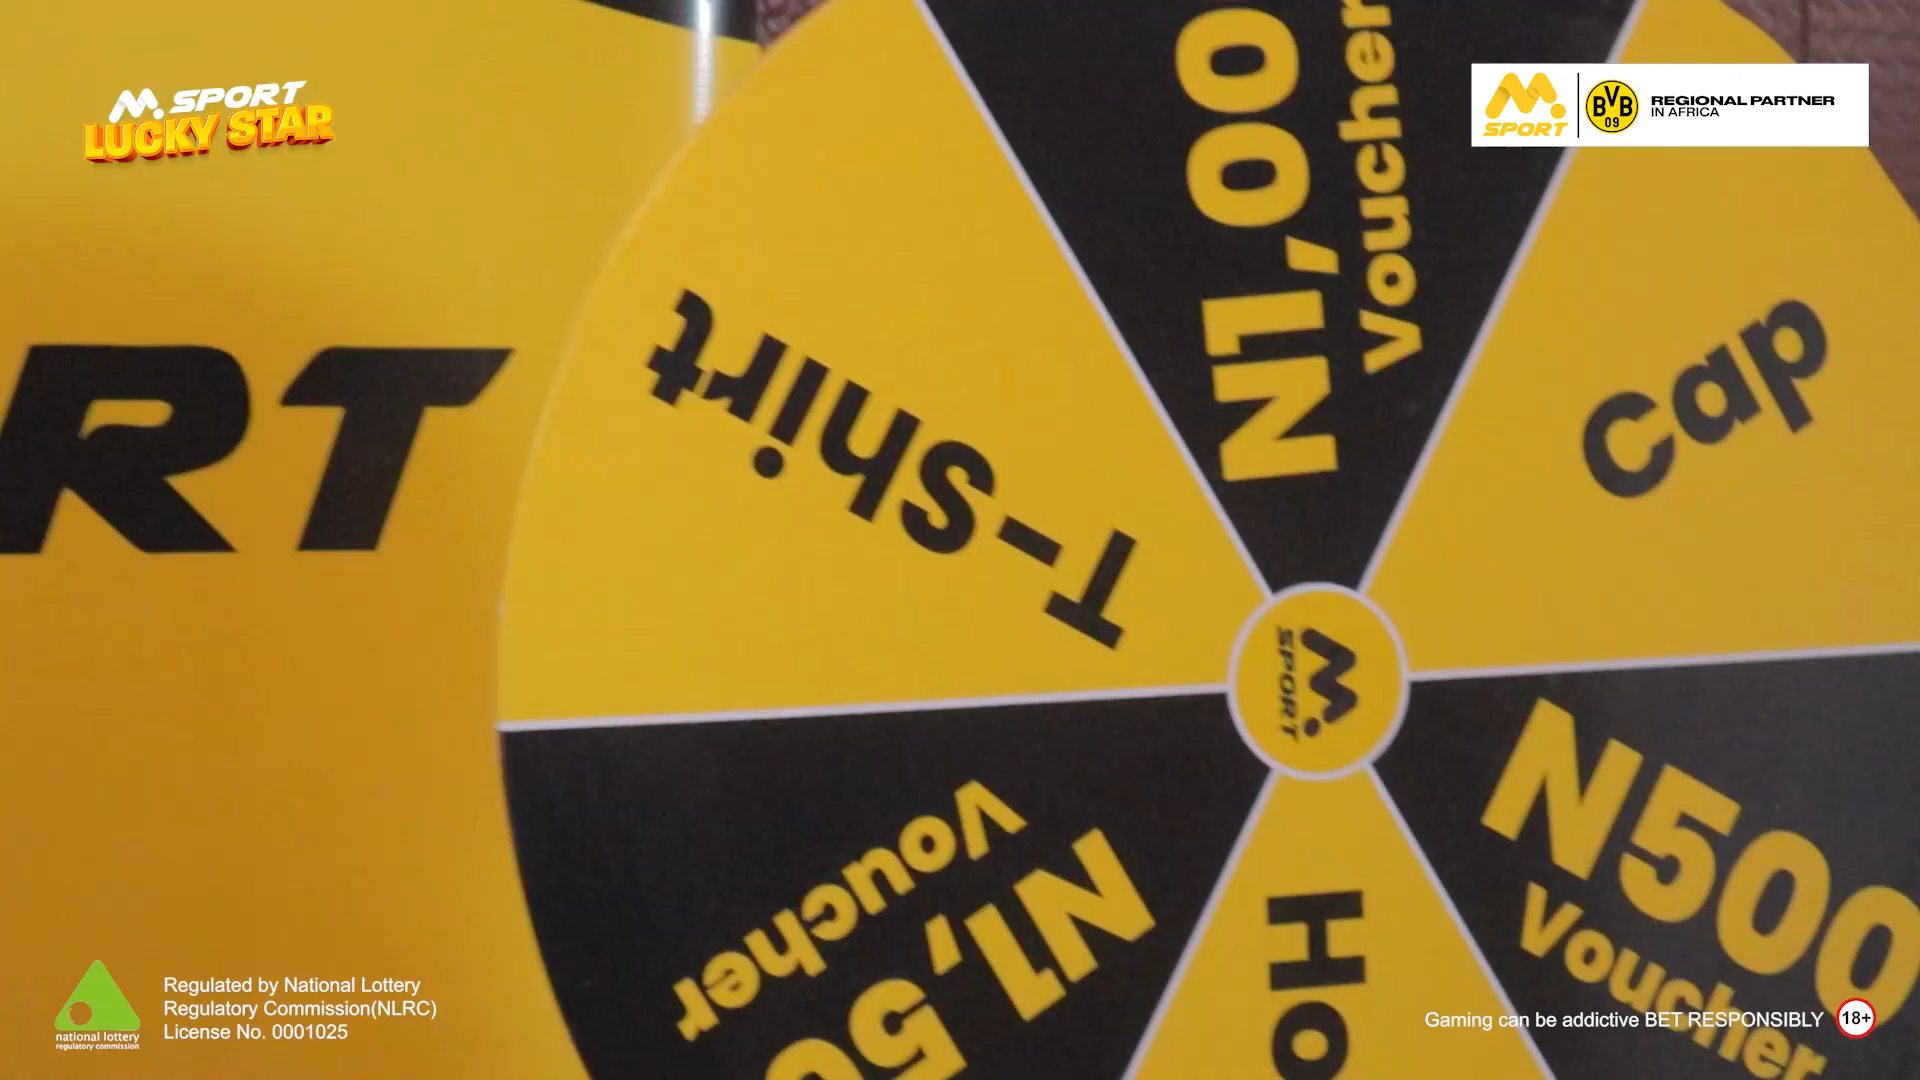 M.SPORT
LUCKY STAR
M.
SPORT
BVB
09
REGIONAL PARTNER
IN AFRICA
RT
T-shirt
N1,00
Voucher
Cap
M.
SPORT
N1,50
Voucher
Ho
N500
Voucher
national lottery
regulatory commission
Regulated by National Lottery
Regulatory Commission(NLRC)
License No. 0001025
Gaming can be addictive BET RESPONSIBLY
18+